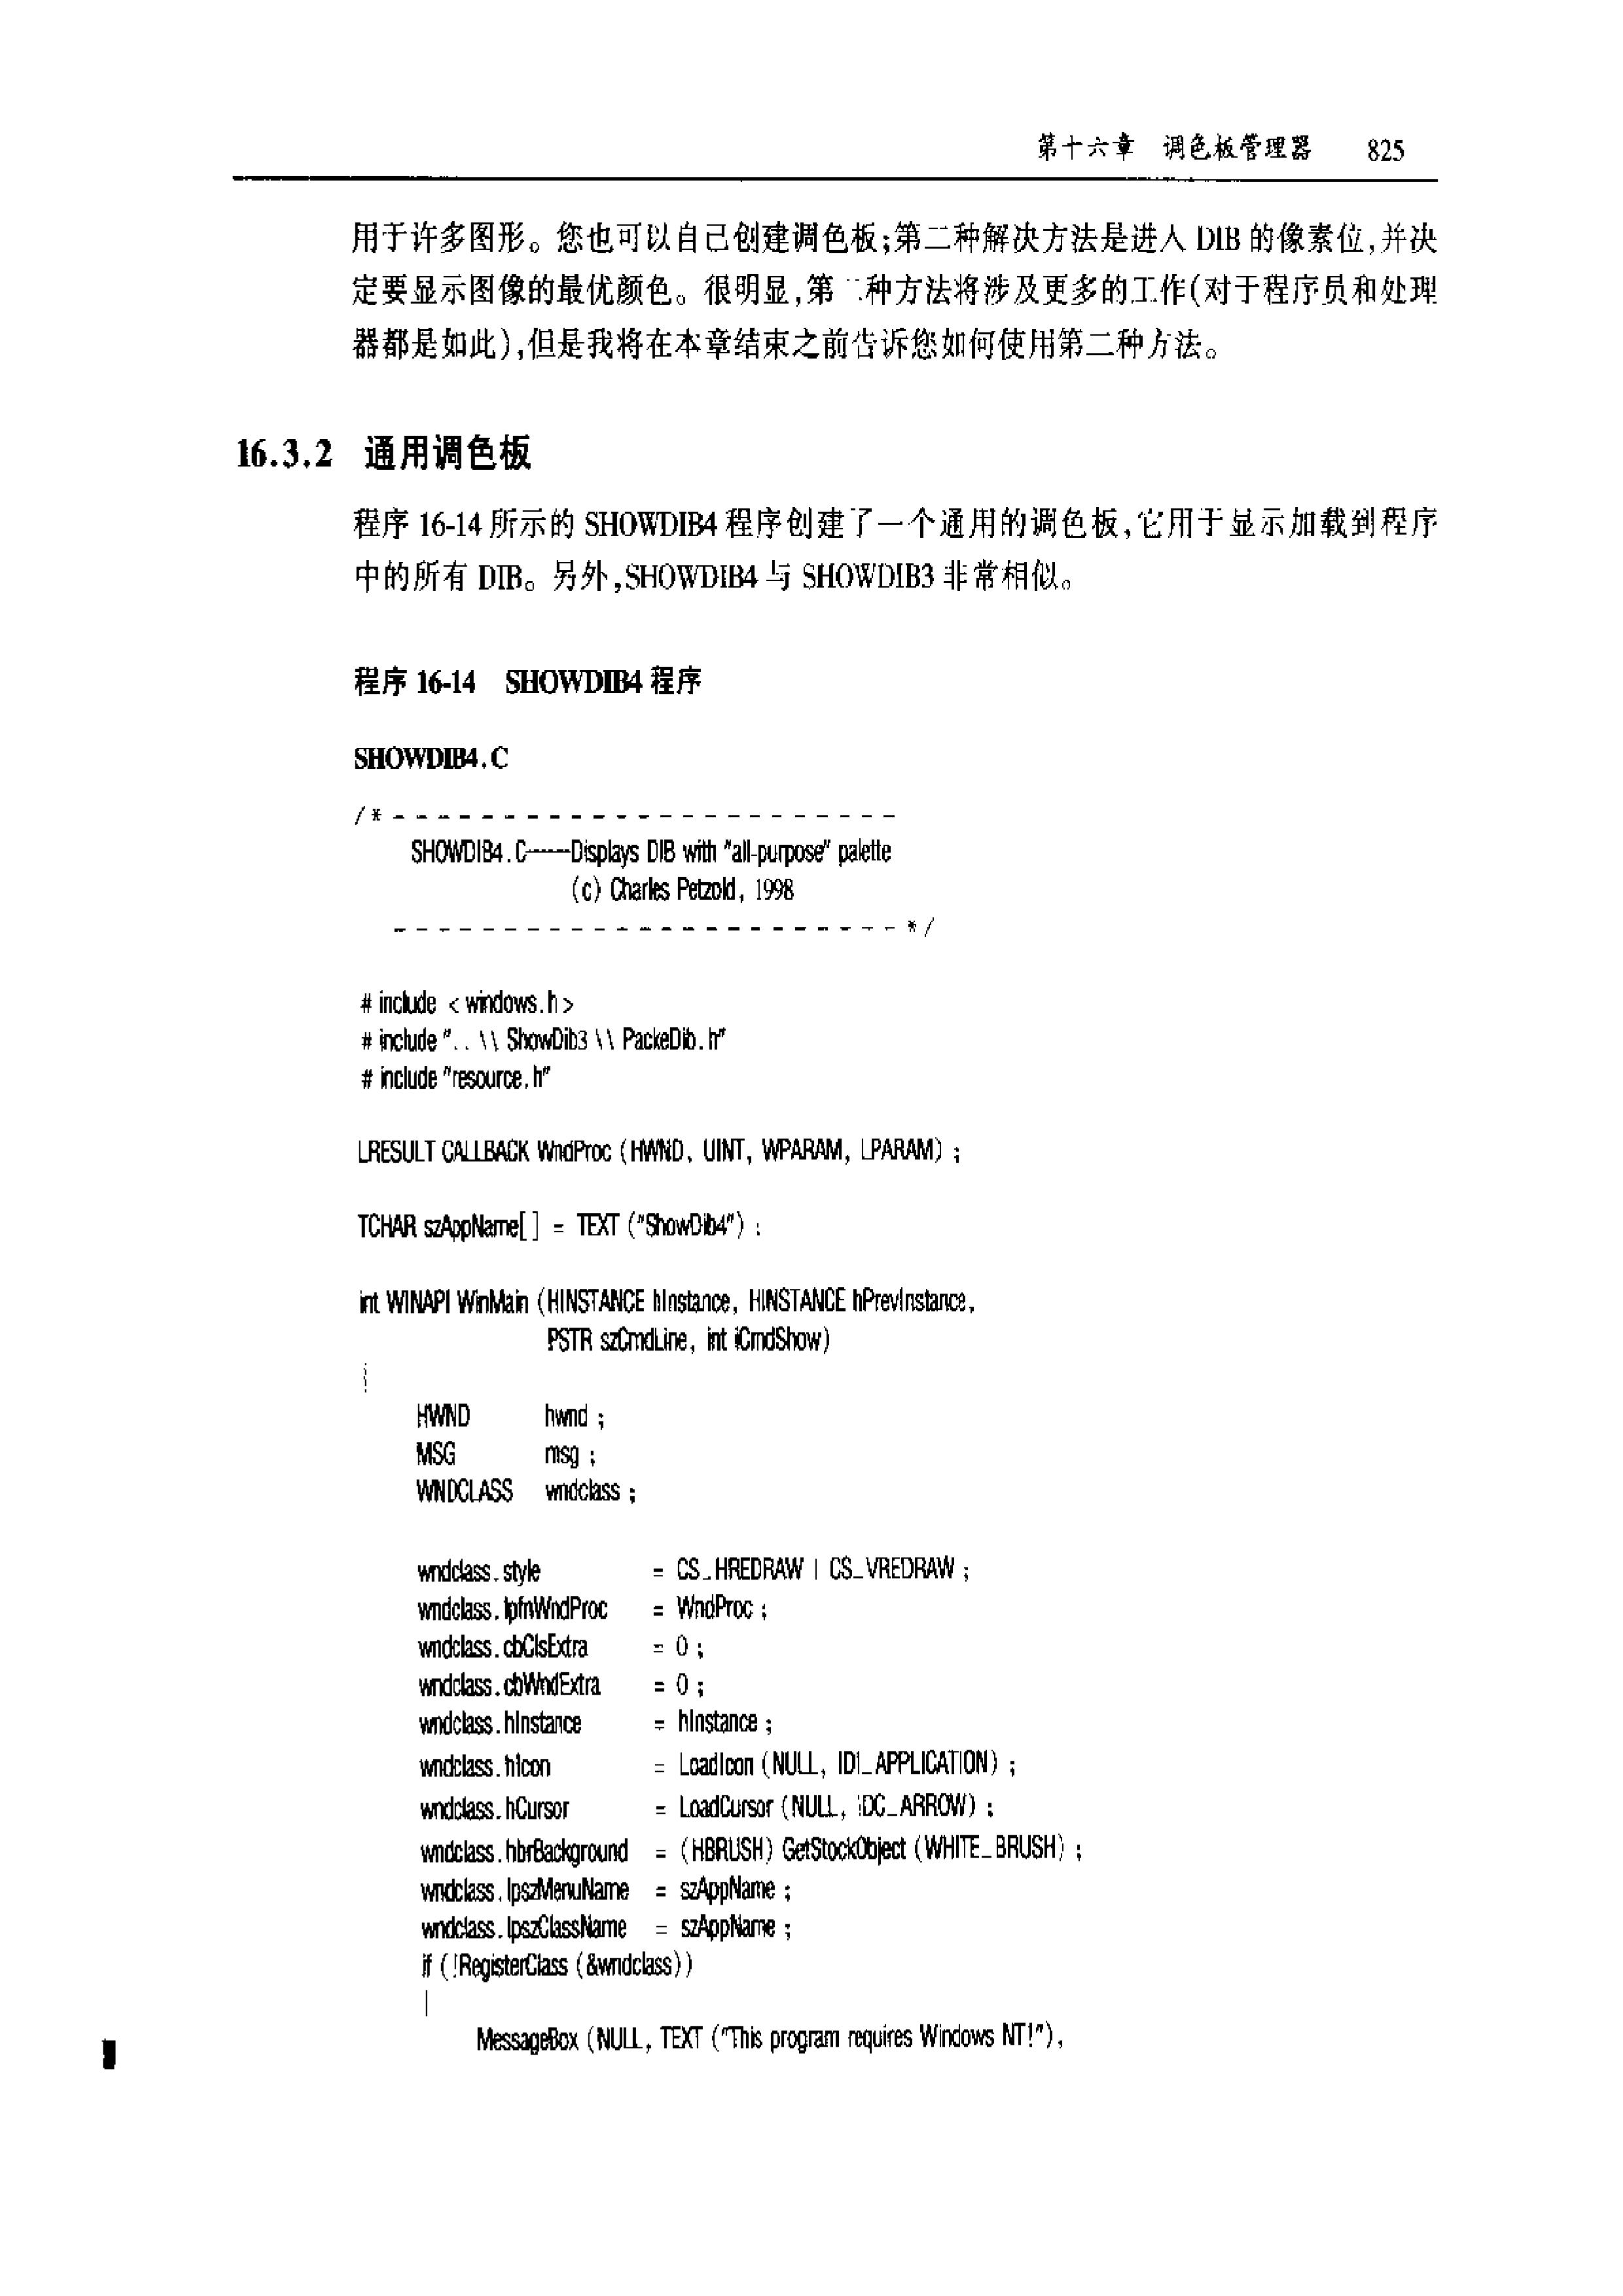 第十六章 调色板管理器 825
用于许多图形。您也可以自己创建调色板;第二种解决方法是进入 DIB 的像素位,并决
定要显示图像的最优颜色。很明显,第二种方法将涉及更多的工作(对于程序员和处理
器都是如此),但是我将在本章结束之前告诉您如何使用第二种方法。
16.3.2 通用调色板
程序 16-14 所示的 SHOWDIB4 程序创建了一个通用的调色板,它用于显示加载到程序
中的所有 DIB。另外,SHOWDIB4 与 SHOWDIB3 非常相似。
程序 16-14 SHOWDIB4 程序
SHOWDIB4.C
/* - - - - - - - - - - - - - - - - - - - - - - -
SHOWDIB4.C------Displays DIB with "all-purpose" palette
(c) Charles Petzold, 1998
- - - - - - - - - - - - - - - - - - - - - - - */
# include < windows.h >
# include "..\\ ShowDib3 \\ PackeDib.h"
# include "resource.h"
LRESULT CALLBACK WndProc (HWND, UINT, WPARAM, LPARAM) ;
TCHAR szAppName[] = TEXT ("ShowDib4") ;
int WINAPI WinMain (HINSTANCE hInstance, HINSTANCE hPrevInstance,
PSTR szCmdLine, int iCmdShow)
{
HWND hwnd ;
MSG msg ;
WNDCLASS wndclass ;
wndclass.style = CS_HREDRAW | CS_VREDRAW ;
wndclass.lpfnWndProc = WndProc ;
wndclass.cbClsExtra = 0 ;
wndclass.cbWndExtra = 0 ;
wndclass.hInstance = hInstance ;
wndclass.hIcon = LoadIcon (NULL, IDI_APPLICATION) ;
wndclass.hCursor = LoadCursor (NULL, IDC_ARROW) ;
wndclass.hbrBackground = (HBRUSH) GetStockObject (WHITE_BRUSH) ;
wndclass.lpszMenuName = szAppName ;
wndclass.lpszClassName = szAppName ;
if (!RegisterClass (&wndclass))
{
MessageBox (NULL, TEXT ("This program requires Windows NT!"),